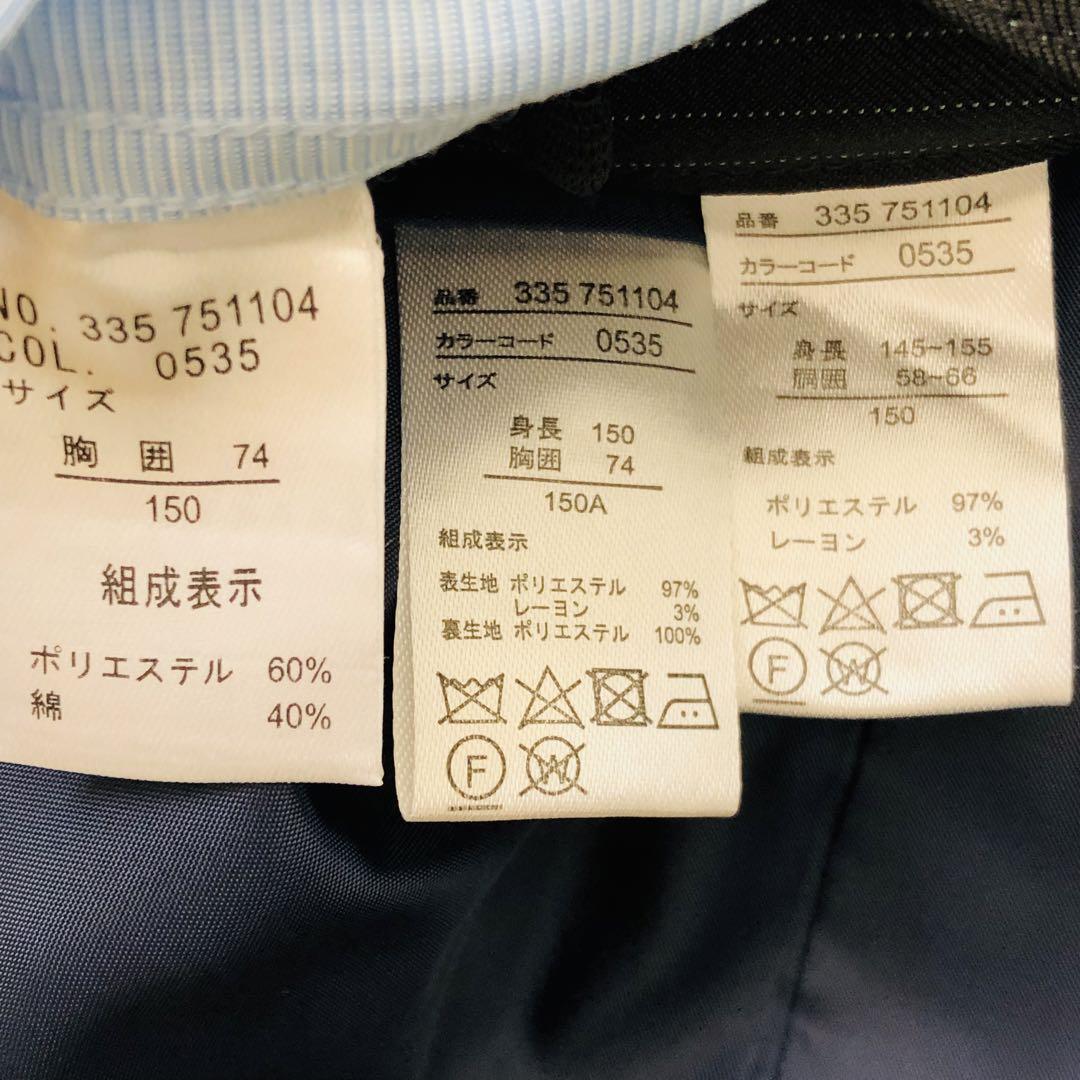 NO. 335 751104
COL. 0535
サイズ
胸 囲 74
150
組成表示
ポリエステル 60%
綿 40%
品番 335 751104
カラーコード 0535
サイズ
身長 150
胸囲 74
150A
組成表示
表生地 ポリエステル 97%
レーヨン 3%
裏生地 ポリエステル 100%
F W
品番 335 751104
カラーコード 0535
サイズ
身長 145~155
胴囲 58~66
150
組成表示
ポリエステル 97%
レーヨン 3%
F W